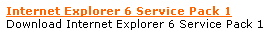 Internet Explorer 6 Service Pack 1
Download Internet Explorer 6 Service Pack 1